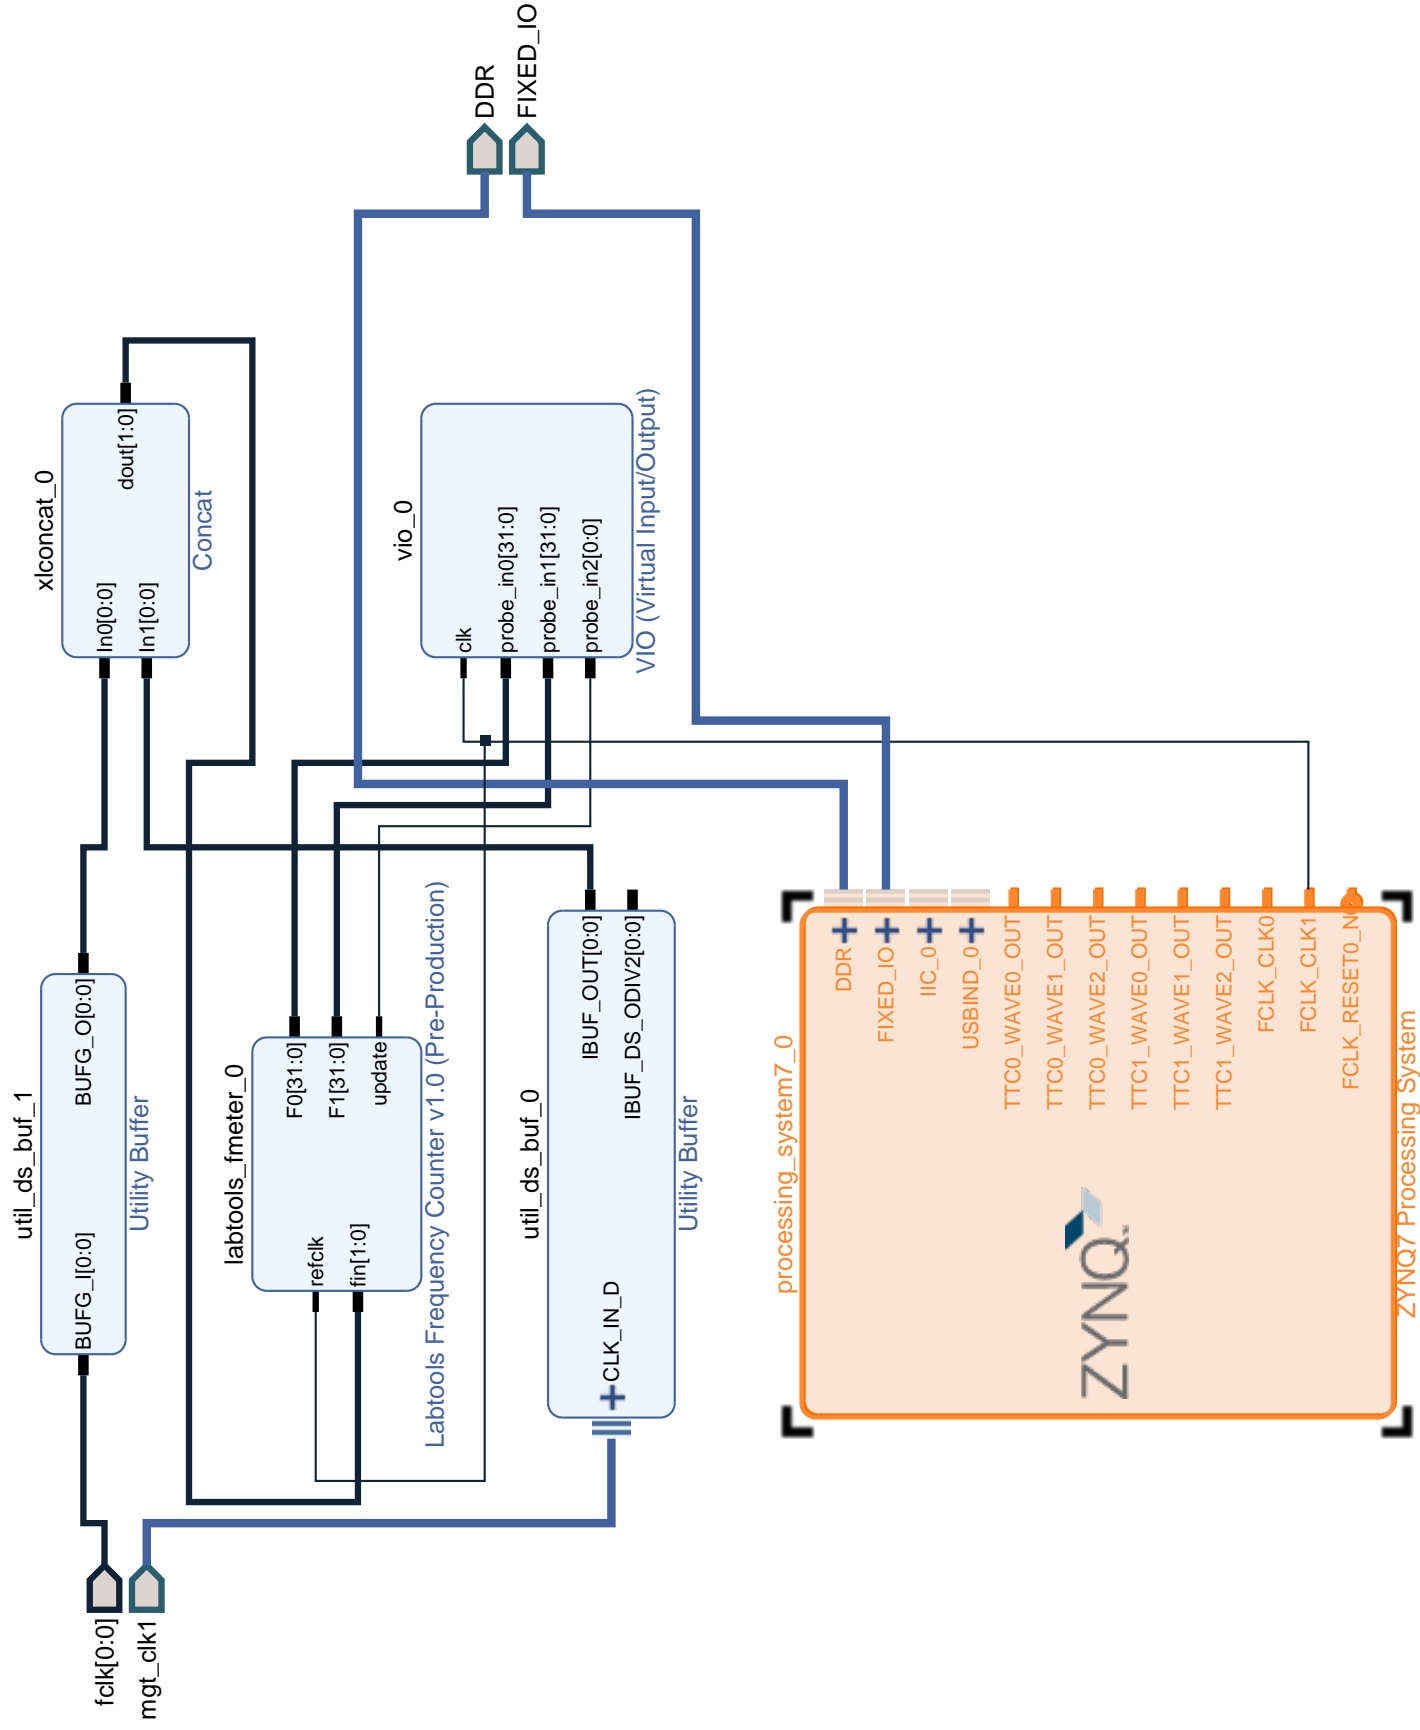 fclk[0:0]
mgt_clk1
util_ds_buf_1
BUFG_I[0:0]
BUFG_O[0:0]
Utility Buffer
xlconcat_0
In0[0:0]
In1[0:0]
dout[1:0]
Concat
labtools_fmeter_0
refclk
fin[1:0]
F0[31:0]
F1[31:0]
update
Labtools Frequency Counter v1.0 (Pre-Production)
vio_0
clk
probe_in0[31:0]
probe_in1[31:0]
probe_in2[0:0]
VIO (Virtual Input/Output)
DDR
FIXED_IO
util_ds_buf_0
CLK_IN_D
IBUF_OUT[0:0]
IBUF_DS_ODIV2[0:0]
Utility Buffer
processing_system7_0
DDR
FIXED_IO
IIC_0
USBIND_0
TTC0_WAVE0_OUT
TTC0_WAVE1_OUT
TTC0_WAVE2_OUT
TTC1_WAVE0_OUT
TTC1_WAVE1_OUT
TTC1_WAVE2_OUT
FCLK_CLK0
FCLK_CLK1
FCLK_RESET0_N
ZYNQ.
ZYNQ7 Processing System